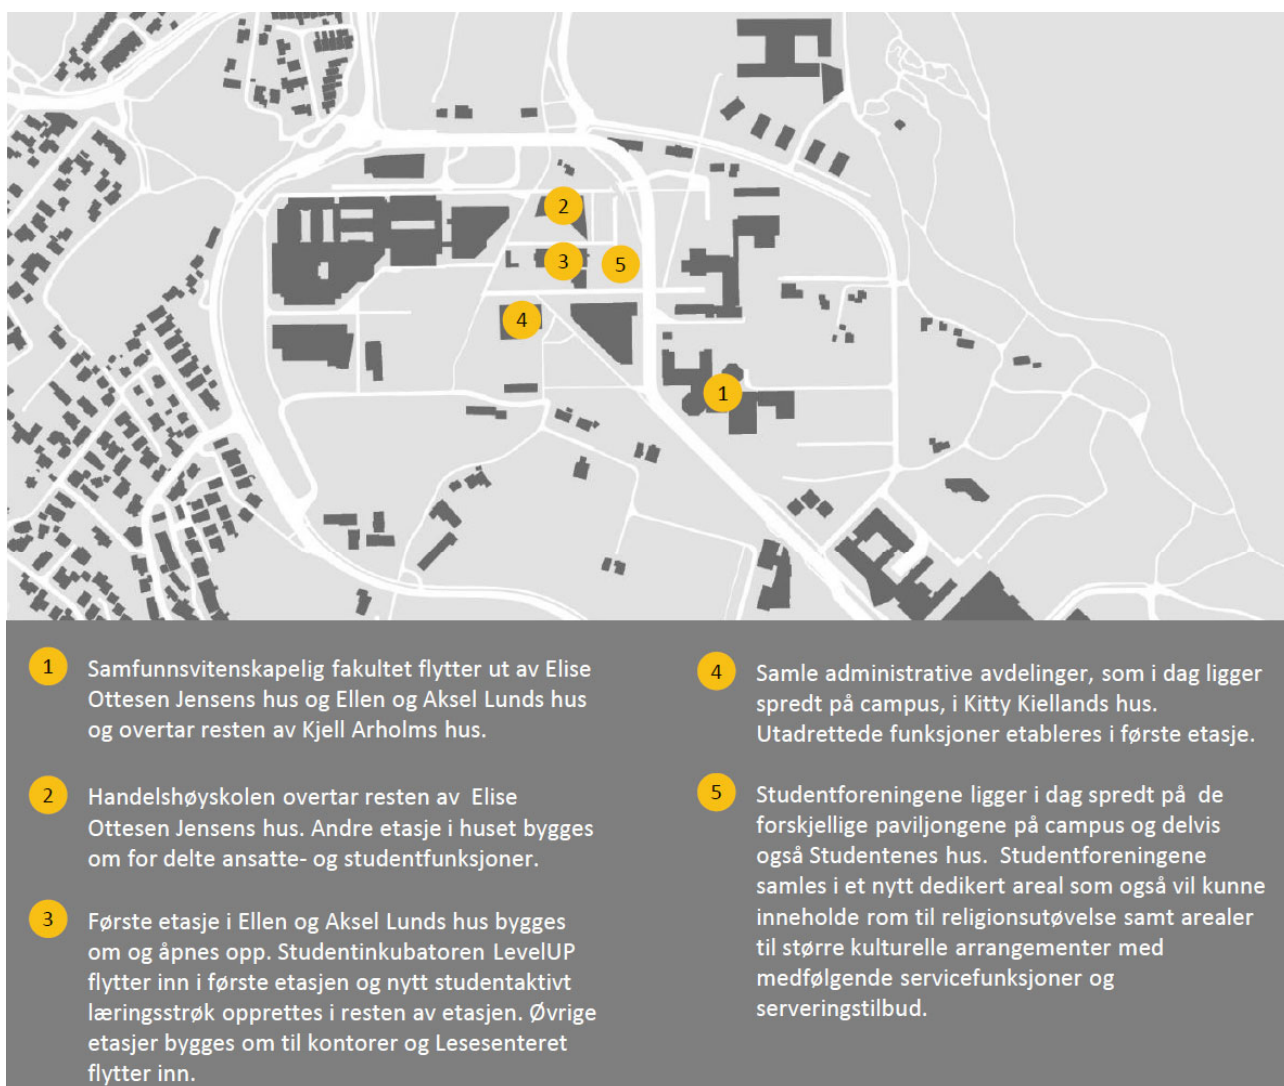 2
3
5
4
1
1 Samfunnsvitenskapelig fakultet flytter ut av Elise
Ottesen Jensens hus og Ellen og Aksel Lunds hus
og overtar resten av Kjell Arholms hus.
2 Handelshøyskolen overtar resten av Elise
Ottesen Jensens hus. Andre etasje i huset bygges
om for delte ansatte- og studentfunksjoner.
3 Første etasje i Ellen og Aksel Lunds hus bygges
om og åpnes opp. Studentinkubatoren LevelUP
flytter inn i første etasjen og nytt studentaktivt
læringsstrøk opprettes i resten av etasjen. Øvrige
etasjer bygges om til kontorer og Lesesenteret
flytter inn.
4 Samle administrative avdelinger, som i dag ligger
spredt på campus, i Kitty Kiellands hus.
Utadrettede funksjoner etableres i første etasje.
5 Studentforeningene ligger i dag spredt på de
forskjellige paviljongene på campus og delvis
også Studentenes hus. Studentforeningene
samles i et nytt dedikert areal som også vil kunne
inneholde rom til religionsutøvelse samt arealer
til større kulturelle arrangementer med
medfølgende servicefunksjoner og
serveringstilbud.